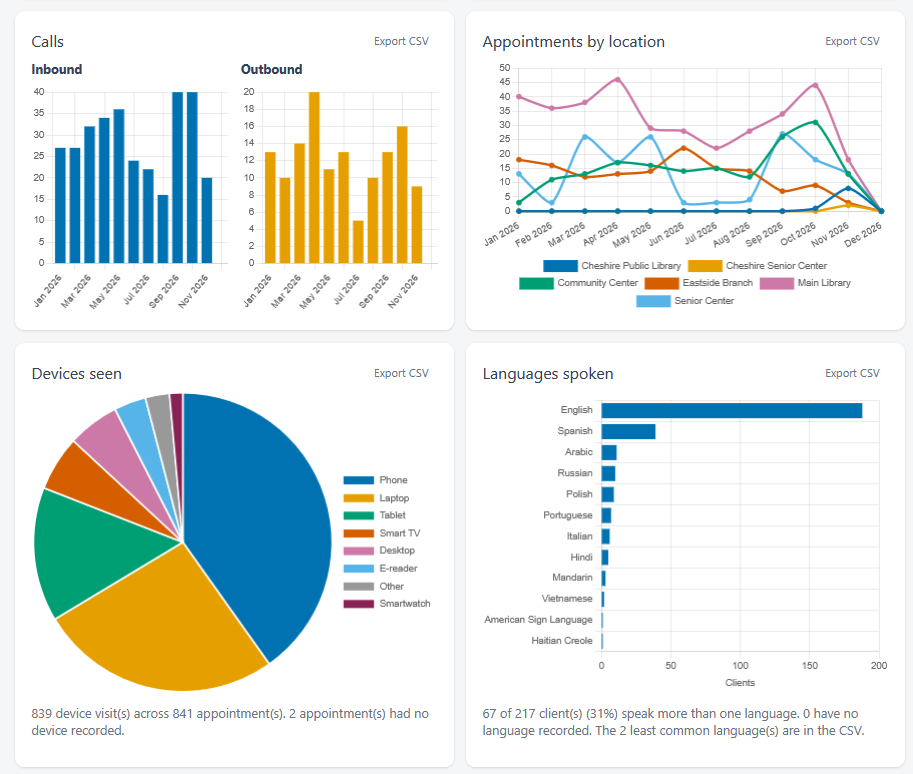 Calls
Export CSV
Inbound
Outbound
40
35
30
25
20
15
10
5
0
Jan 2026
Mar 2026
May 2026
Jul 2026
Sep 2026
Nov 2026
20
18
16
14
12
10
8
6
4
2
0
Jan 2026
Mar 2026
May 2026
Jul 2026
Sep 2026
Nov 2026
Appointments by location
Export CSV
50
45
40
35
30
25
20
15
10
5
0
Jan 2026
Feb 2026
Mar 2026
Apr 2026
May 2026
Jun 2026
Jul 2026
Aug 2026
Sep 2026
Oct 2026
Nov 2026
Dec 2026
Cheshire Public Library
Cheshire Senior Center
Community Center
Eastside Branch
Main Library
Senior Center
Devices seen
Export CSV
Phone
Laptop
Tablet
Smart TV
Desktop
E-reader
Other
Smartwatch
839 device visit(s) across 841 appointment(s). 2 appointment(s) had no
device recorded.
Languages spoken
Export CSV
English
Spanish
Arabic
Russian
Polish
Portuguese
Italian
Hindi
Mandarin
Vietnamese
American Sign Language
Haitian Creole
0
50
100
150
200
Clients
67 of 217 client(s) (31%) speak more than one language. 0 have no
language recorded. The 2 least common language(s) are in the CSV.